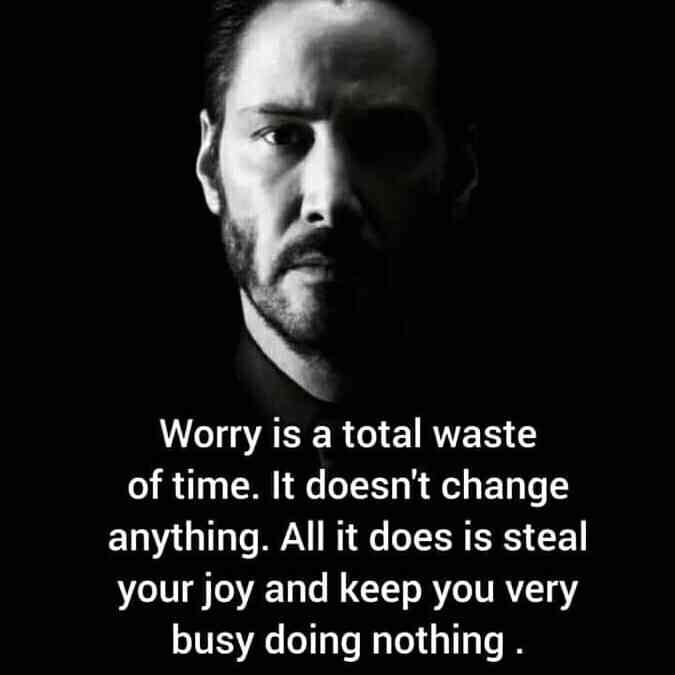 Worry is a total waste
of time. It doesn't change
anything. All it does is steal
your joy and keep you very
busy doing nothing .